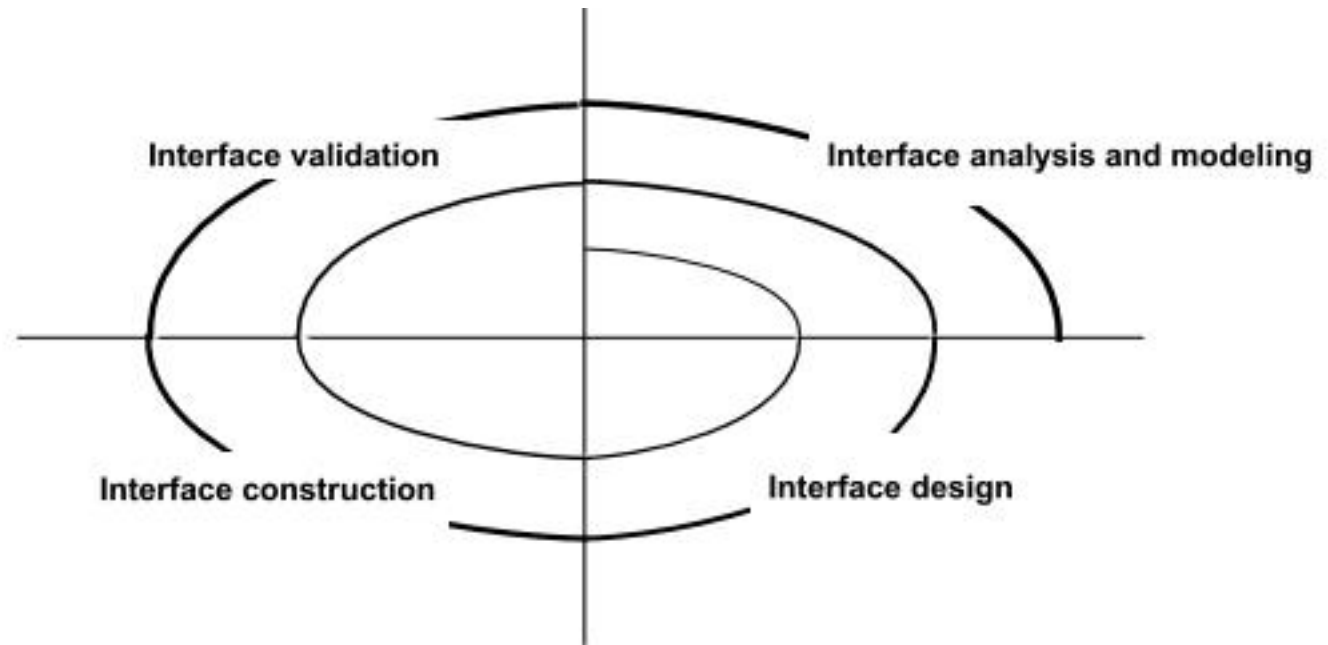 Interface validation
Interface analysis and modeling
Interface construction
Interface design